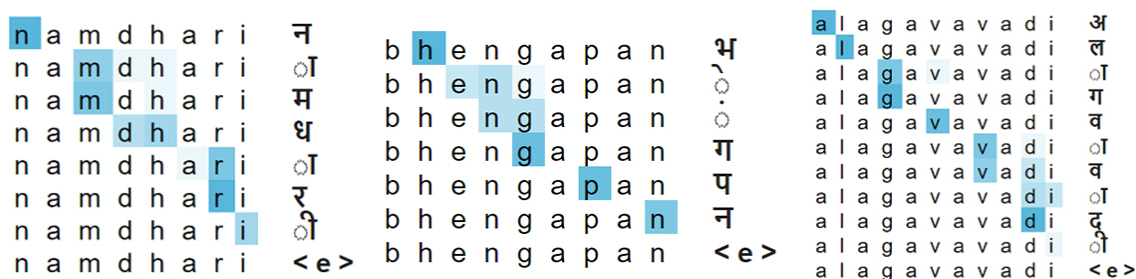 n a m d h a r i न
n a m d h a r i ा
n a m d h a r i म
n a m d h a r i ध
n a m d h a r i ा
n a m d h a r i र
n a m d h a r i ी
n a m d h a r i <e>
b h e n g a p a n भ
b h e n g a p a n े
b h e n g a p a n ं
b h e n g a p a n ग
b h e n g a p a n प
b h e n g a p a n न
b h e n g a p a n <e>
a l a g a v a v a d i अ
a l a g a v a v a d i ल
a l a g a v a v a d i ा
a l a g a v a v a d i ग
a l a g a v a v a d i व
a l a g a v a v a d i ा
a l a g a v a v a d i व
a l a g a v a v a d i ा
a l a g a v a v a d i द
a l a g a v a v a d i ी
a l a g a v a v a d i <e>